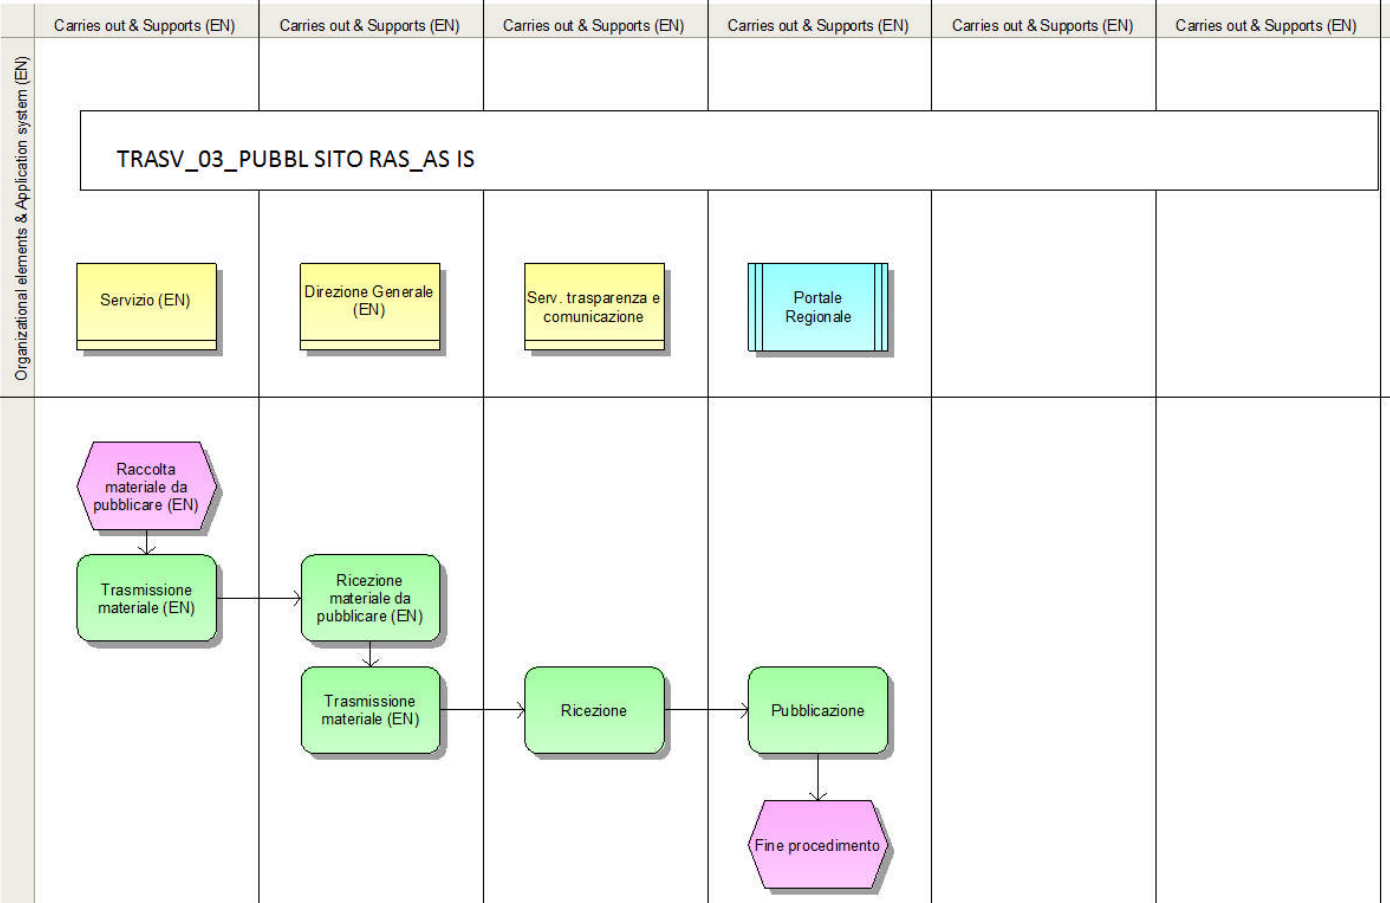 Carries out & Supports (EN)
Carries out & Supports (EN)
Carries out & Supports (EN)
Carries out & Supports (EN)
Carries out & Supports (EN)
Carries out & Supports (EN)
Organizational elements & Application system (EN)
TRASV_03_PUBBL SITO RAS_AS IS
Servizio (EN)
Direzione Generale
(EN)
Serv. trasparenza e
comunicazione
Portale
Regionale
Raccolta
materiale da
pubblicare (EN)
Trasmissione
materiale (EN)
Ricezione
materiale da
pubblicare (EN)
Trasmissione
materiale (EN)
Ricezione
Pubblicazione
Fine procedimento